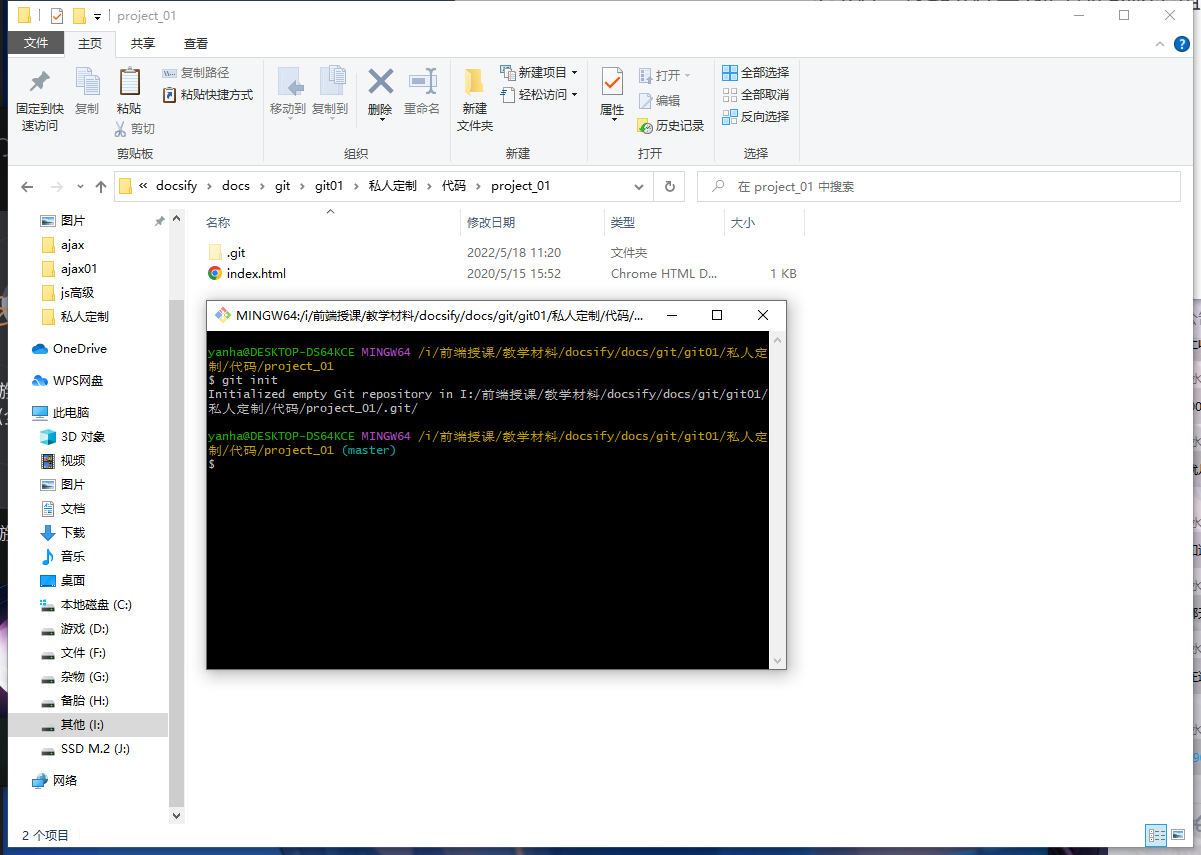 project_01
文件 主页 共享 查看
固定到快速访问
复制
粘贴
复制路径
粘贴快捷方式
剪切
剪贴板
移动到
复制到
删除
重命名
组织
新建文件夹
新建项目
轻松访问
新建
属性
打开
编辑
历史记录
打开
全部选择
全部取消
反向选择
选择
« docsify › docs › git › git01 › 私人定制 › 代码 › project_01
在 project_01 中搜索
图片
ajax
ajax01
js高级
私人定制
OneDrive
WPS网盘
此电脑
3D 对象
视频
图片
文档
下载
音乐
桌面
本地磁盘 (C:)
游戏 (D:)
文件 (F:)
杂物 (G:)
备胎 (H:)
其他 (I:)
SSD M.2 (J:)
网络
名称 修改日期 类型 大小
.git 2022/5/18 11:20 文件夹
index.html 2020/5/15 15:52 Chrome HTML D... 1 KB
MINGW64:/i/前端授课/教学材料/docsify/docs/git/git01/私人定制/代码/...
yanha@DESKTOP-DS64KCE MINGW64 /i/前端授课/教学材料/docsify/docs/git/git01/私人定
制/代码/project_01
$ git init
Initialized empty Git repository in I:/前端授课/教学材料/docsify/docs/git/git01/
私人定制/代码/project_01/.git/
yanha@DESKTOP-DS64KCE MINGW64 /i/前端授课/教学材料/docsify/docs/git/git01/私人定
制/代码/project_01 (master)
$
2 个项目